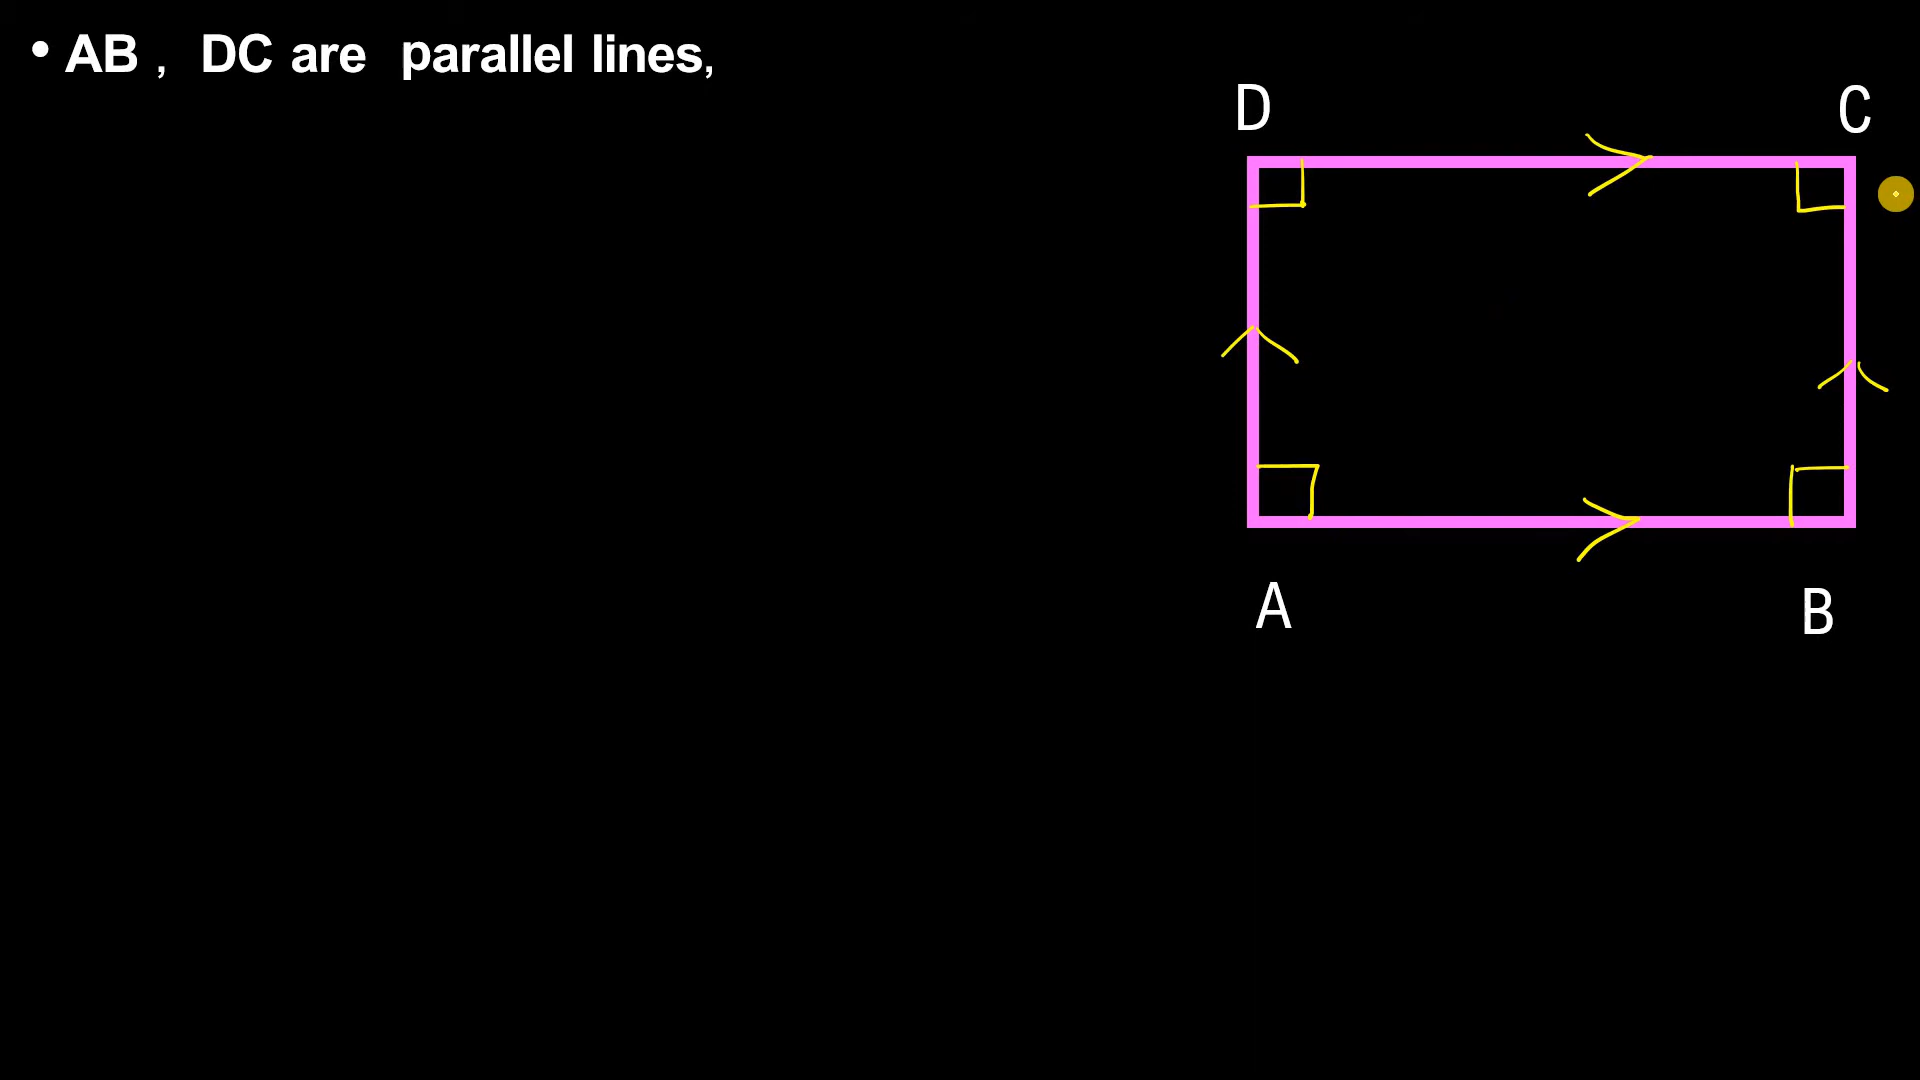 • AB , DC are parallel lines,
D C
A B